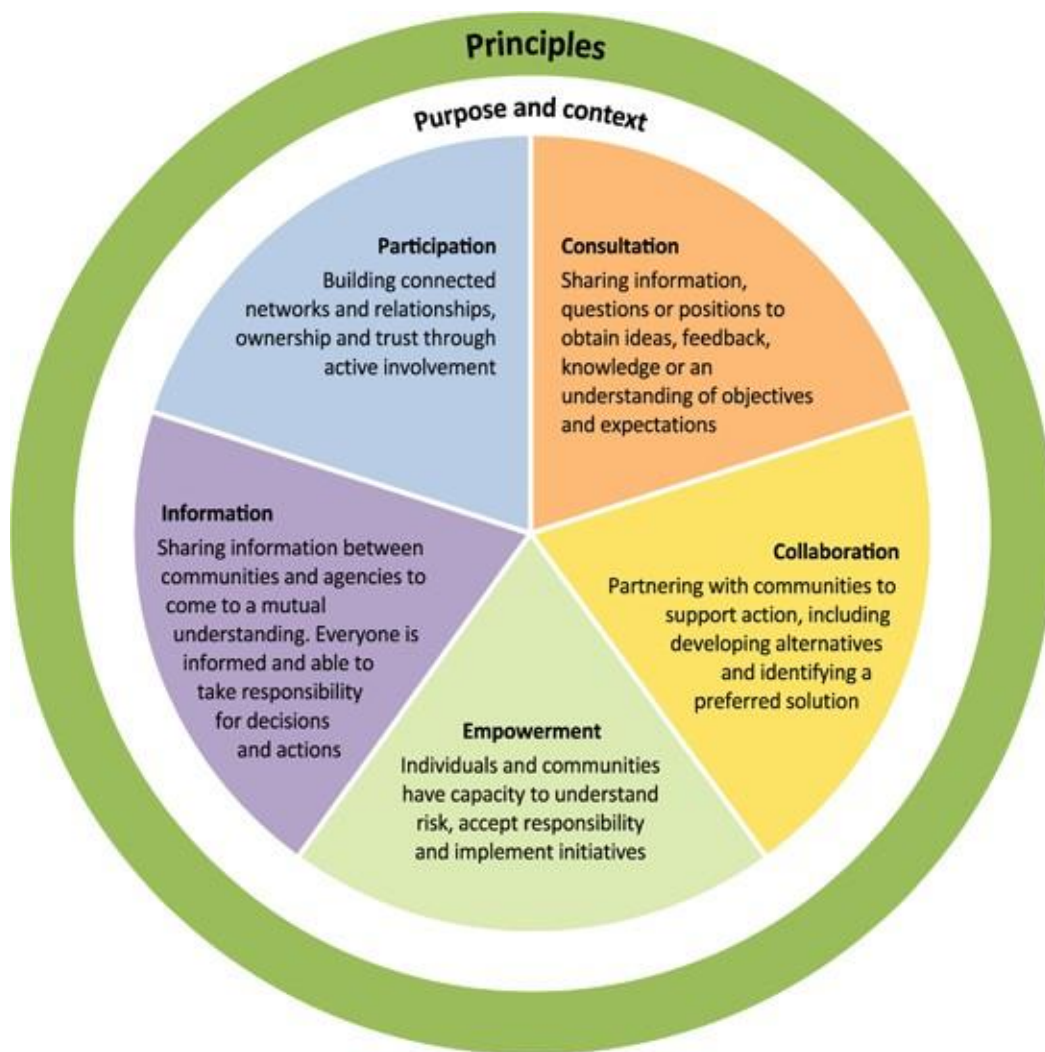 Principles
Purpose and context
Participation
Building connected
networks and relationships,
ownership and trust through
active involvement
Consultation
Sharing information,
questions or positions to
obtain ideas, feedback,
knowledge or an
understanding of objectives
and expectations
Information
Sharing information between
communities and agencies to
come to a mutual
understanding. Everyone is
informed and able to
take responsibility
for decisions
and actions
Collaboration
Partnering with communities to
support action, including
developing alternatives
and identifying a
preferred solution
Empowerment
Individuals and communities
have capacity to understand
risk, accept responsibility
and implement initiatives